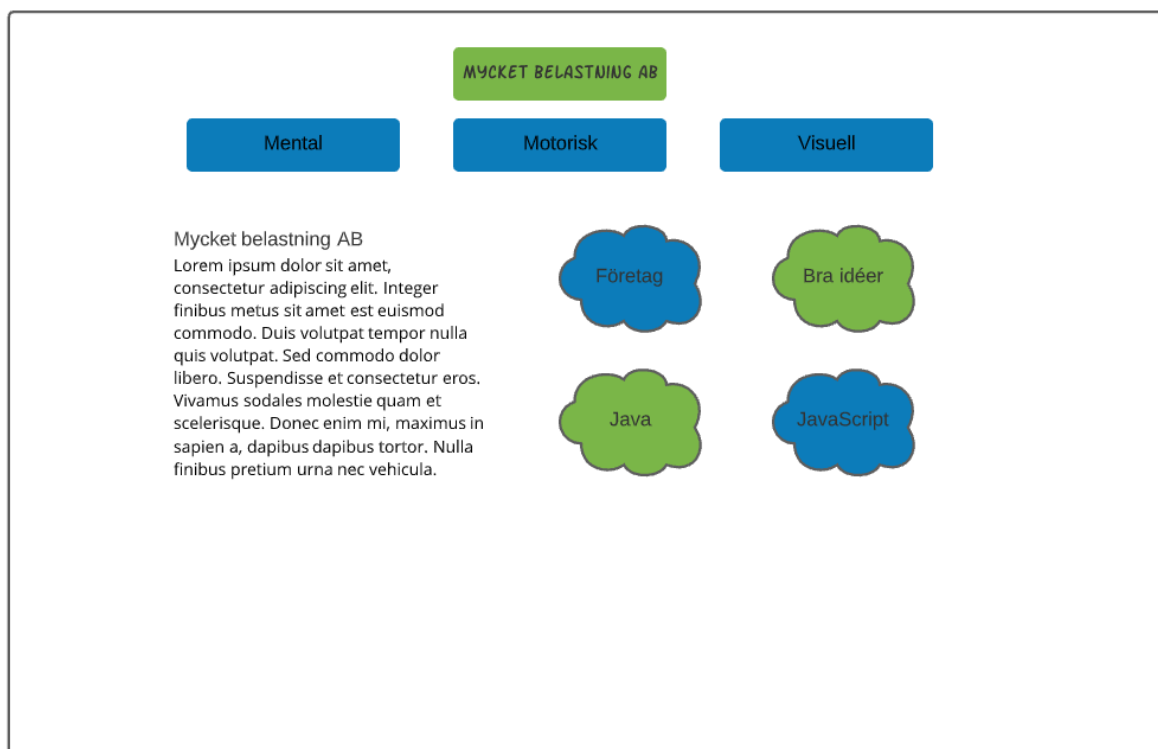 MYCKET BELASTNING AB
Mental
Motorisk
Visuell
Mycket belastning AB
Lorem ipsum dolor sit amet,
consectetur adipiscing elit. Integer
finibus metus sit amet est euismod
commodo. Duis volutpat tempor nulla
quis volutpat. Sed commodo dolor
libero. Suspendisse et consectetur eros.
Vivamus sodales molestie quam et
scelerisque. Donec enim mi, maximus in
sapien a, dapibus dapibus tortor. Nulla
finibus pretium urna nec vehicula.
Företag
Bra idéer
Java
JavaScript